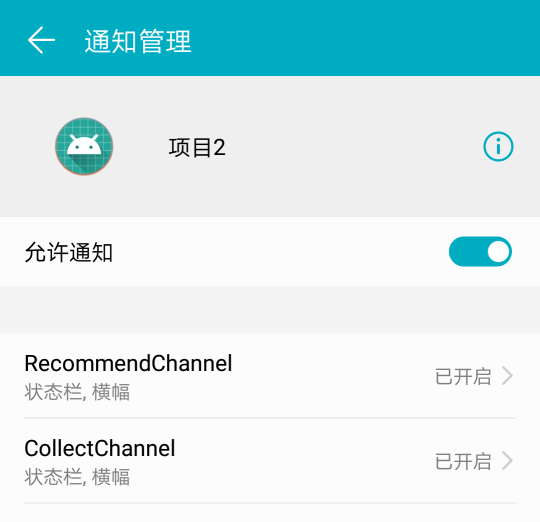 通知管理
项目2
允许通知
RecommendChannel
状态栏, 横幅
已开启
CollectChannel
状态栏, 横幅
已开启